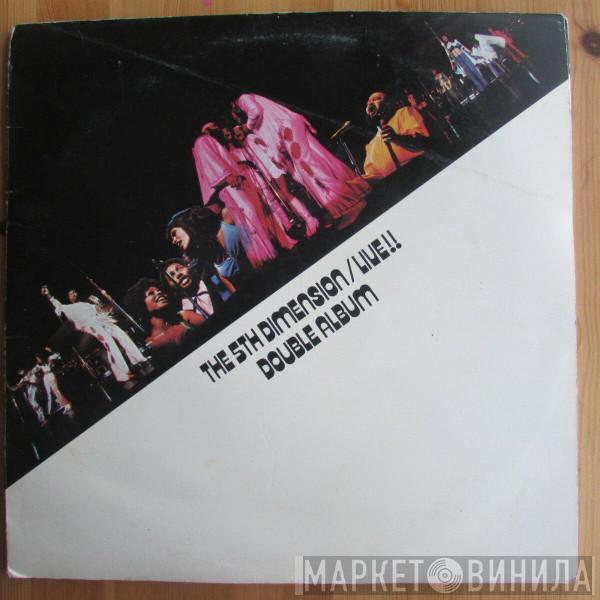 THE 5TH DIMENSION/LIVE!!
DOUBLE ALBUM
МАРКЕТ ВИНИЛА